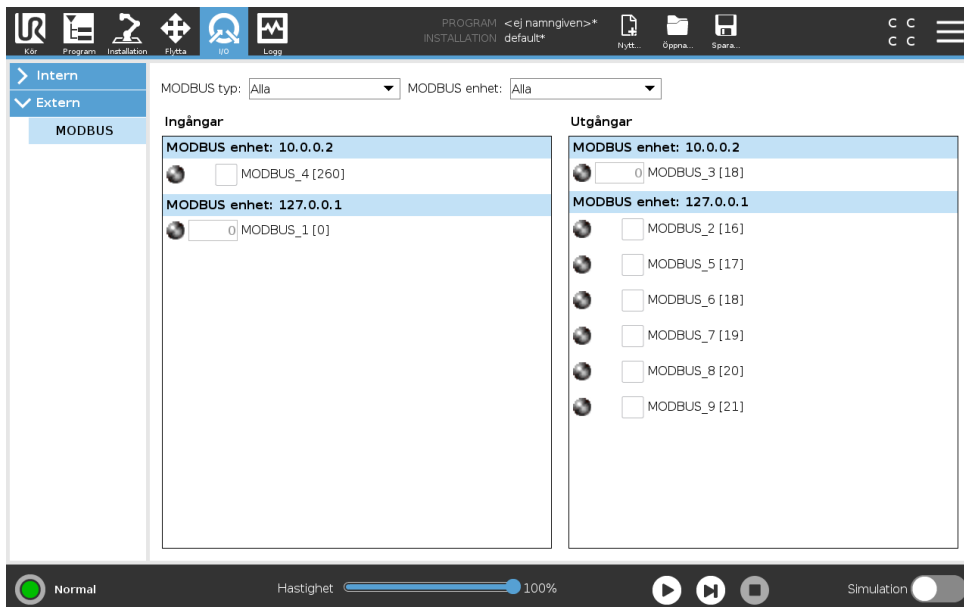 UR
PROGRAM <ej namngiven>*
INSTALLATION default*
C C
C C
Kör Program Installation Flytta I/O Logg Nytt... Öppna... Spara...
Intern
Extern
MODBUS
MODBUS typ: Alla MODBUS enhet: Alla
Ingångar
MODBUS enhet: 10.0.0.2
MODBUS_4 [260]
MODBUS enhet: 127.0.0.1
0 MODBUS_1 [0]
Utgångar
MODBUS enhet: 10.0.0.2
0 MODBUS_3 [18]
MODBUS enhet: 127.0.0.1
MODBUS_2 [16]
MODBUS_5 [17]
MODBUS_6 [18]
MODBUS_7 [19]
MODBUS_8 [20]
MODBUS_9 [21]
Normal Hastighet 100% Simulation